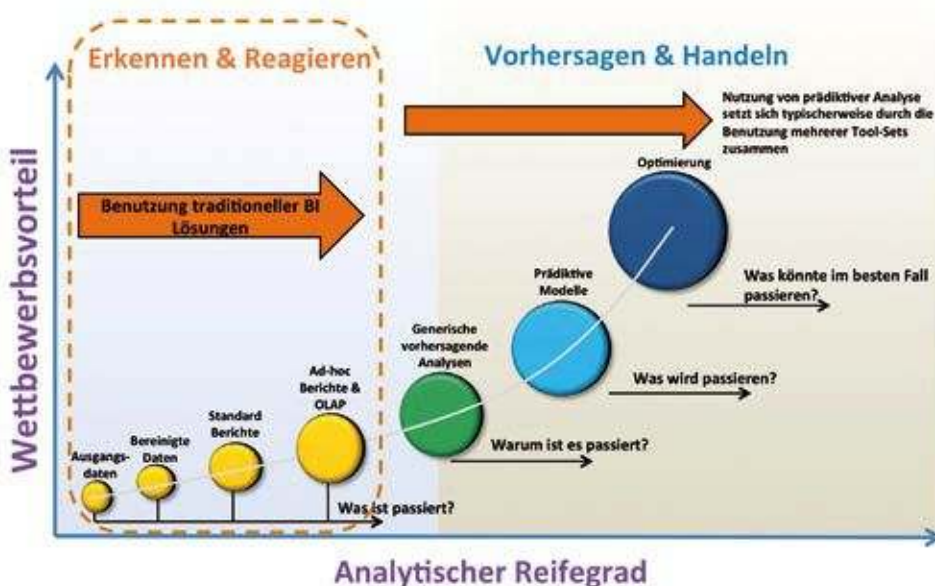 Erkennen & Reagieren
Vorhersagen & Handeln
Nutzung von prädiktiver Analyse
setzt sich typischerweise durch die
Benutzung mehrerer Tool-Sets
zusammen
Benutzung traditioneller BI
Lösungen
Optimierung
Was könnte im besten Fall
passieren?
Prädiktive
Modelle
Was wird passieren?
Generische
vorhersagende
Analysen
Warum ist es passiert?
Ad-hoc
Berichte &
OLAP
Standard
Berichte
Bereinigte
Daten
Ausgangs-
daten
Was ist passiert?
Wettbewerbsvorteil
Analytischer Reifegrad